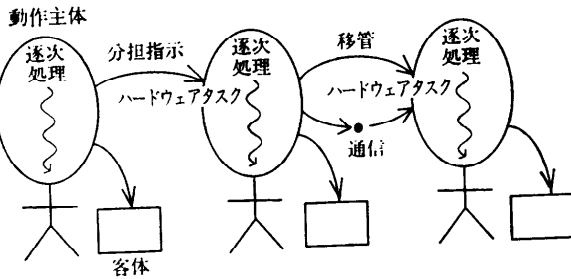 動作主体
逐次
処理
分担指示
ハードウェアタスク
逐次
処理
移管
ハードウェアタスク
通信
逐次
処理
客体